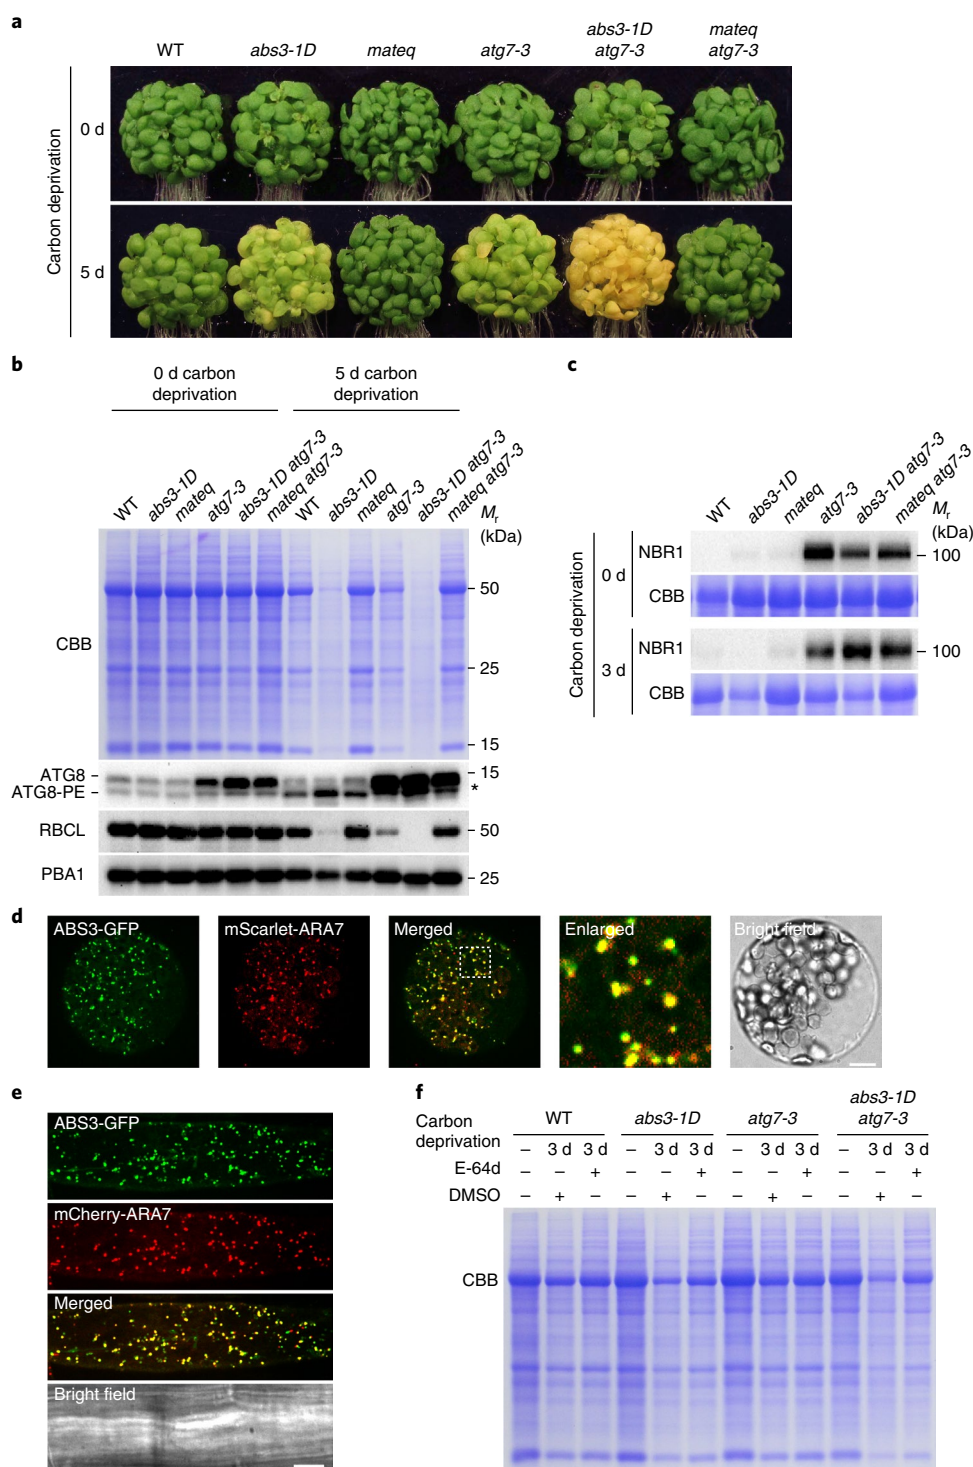 a
WT abs3-1D mateq atg7-3 abs3-1D atg7-3 mateq atg7-3
Carbon deprivation
0 d
5 d
b
0 d carbon deprivation 5 d carbon deprivation
WT abs3-1D mateq atg7-3 abs3-1D atg7-3 mateq atg7-3 WT abs3-1D mateq atg7-3 abs3-1D atg7-3 mateq atg7-3
Mr (kDa)
CBB
50
25
15
ATG8
ATG8-PE
15
*
RBCL
50
PBA1
25
c
WT abs3-1D mateq atg7-3 abs3-1D atg7-3 mateq atg7-3
Mr (kDa)
Carbon deprivation
0 d
NBR1
100
CBB
3 d
NBR1
100
CBB
d
ABS3-GFP mScarlet-ARA7 Merged Enlarged Bright field
e
ABS3-GFP
mCherry-ARA7
Merged
Bright field
f
WT abs3-1D atg7-3 abs3-1D atg7-3
Carbon deprivation – 3 d 3 d – 3 d 3 d – 3 d 3 d – 3 d 3 d
E-64d – – + – – + – – + – – +
DMSO – + – – + – – + – – + –
CBB